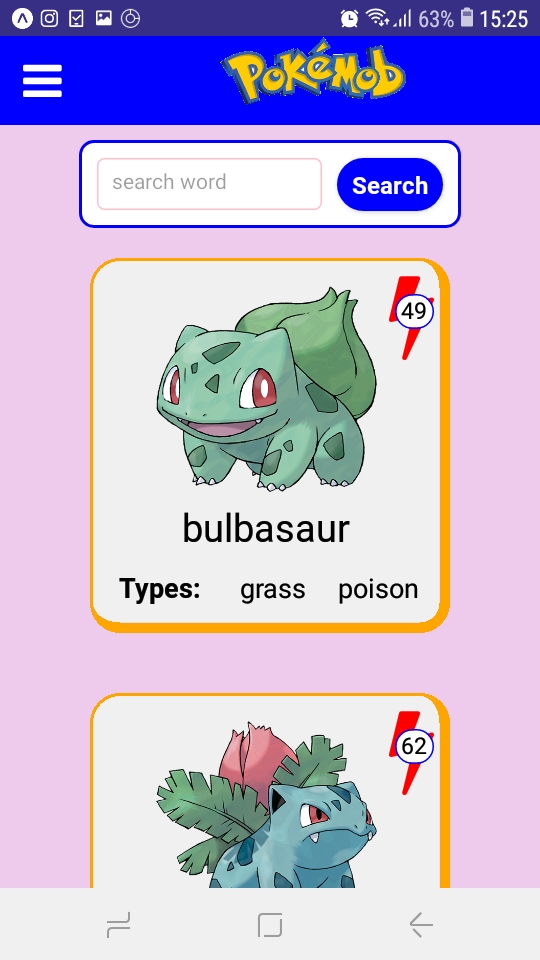 63% 15:25
PoKéMob
search word
Search
49
bulbasaur
Types: grass poison
62